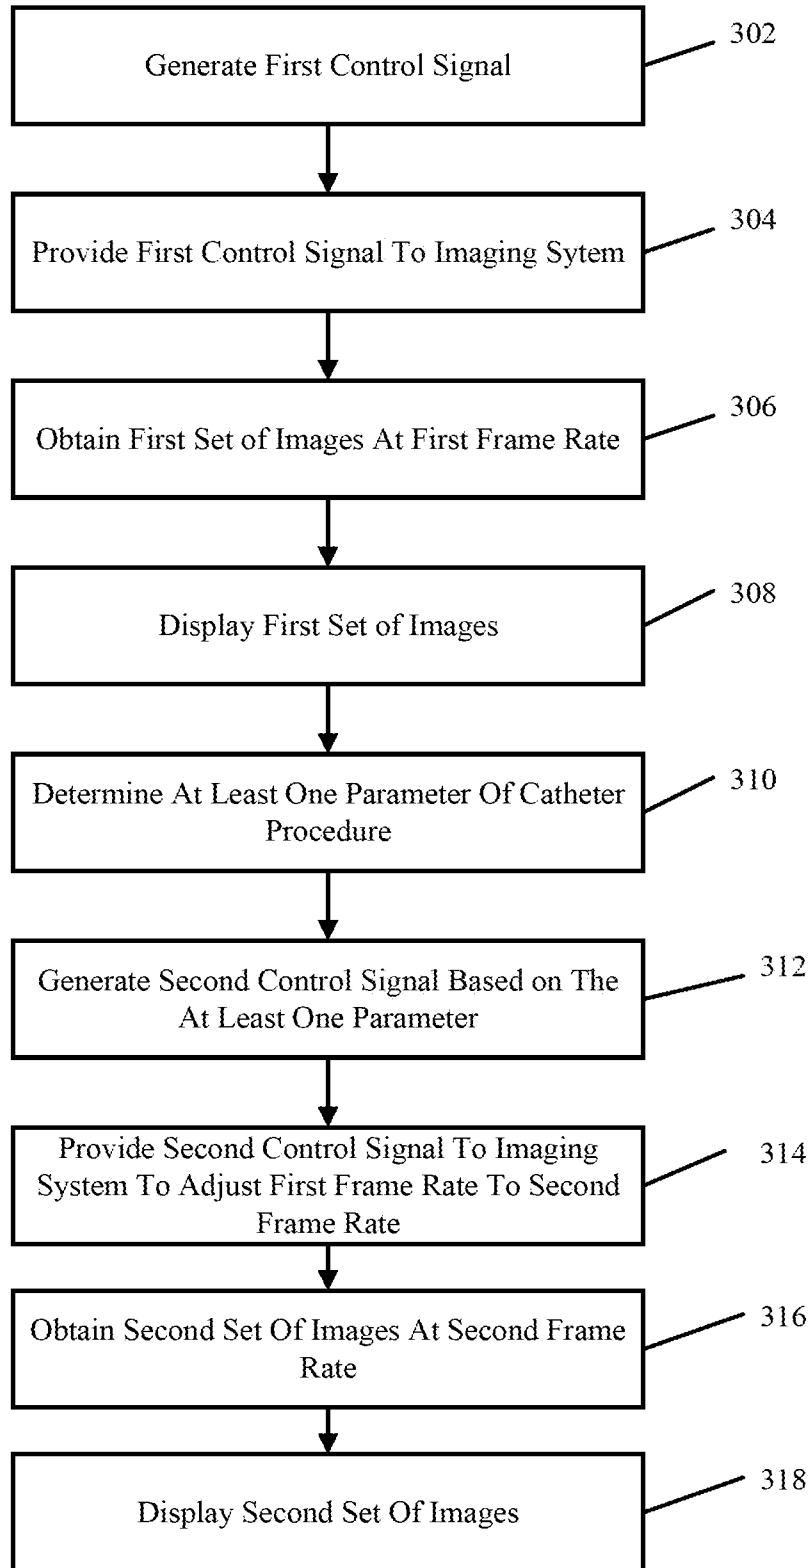 Generate First Control Signal
302
Provide First Control Signal To Imaging Sytem
304
Obtain First Set of Images At First Frame Rate
306
Display First Set of Images
308
Determine At Least One Parameter Of Catheter
Procedure
310
Generate Second Control Signal Based on The
At Least One Parameter
312
Provide Second Control Signal To Imaging
System To Adjust First Frame Rate To Second
Frame Rate
314
Obtain Second Set Of Images At Second Frame
Rate
316
Display Second Set Of Images
318